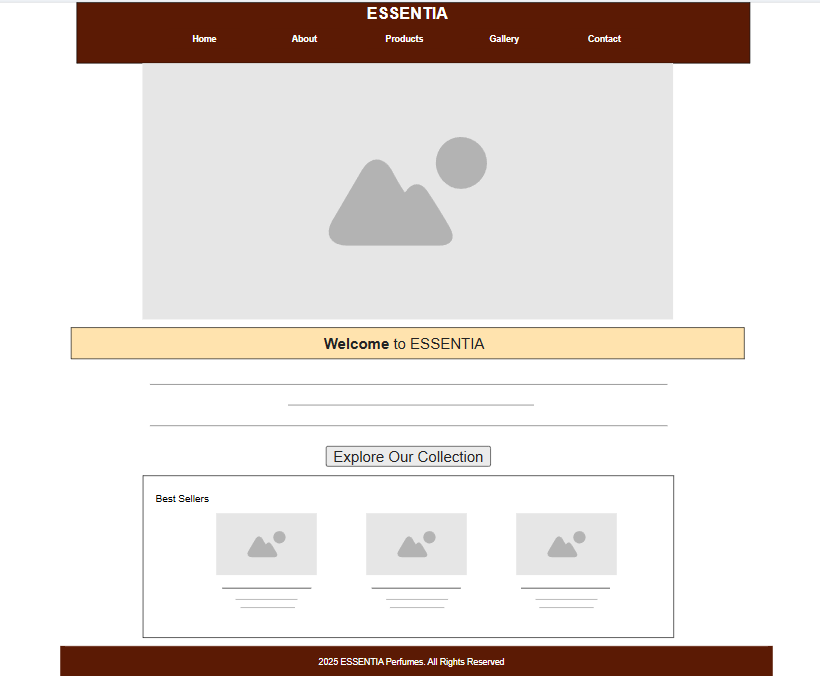 ESSENTIA
Home About Products Gallery Contact
Welcome to ESSENTIA
Explore Our Collection
Best Sellers
2025 ESSENTIA Perfumes. All Rights Reserved